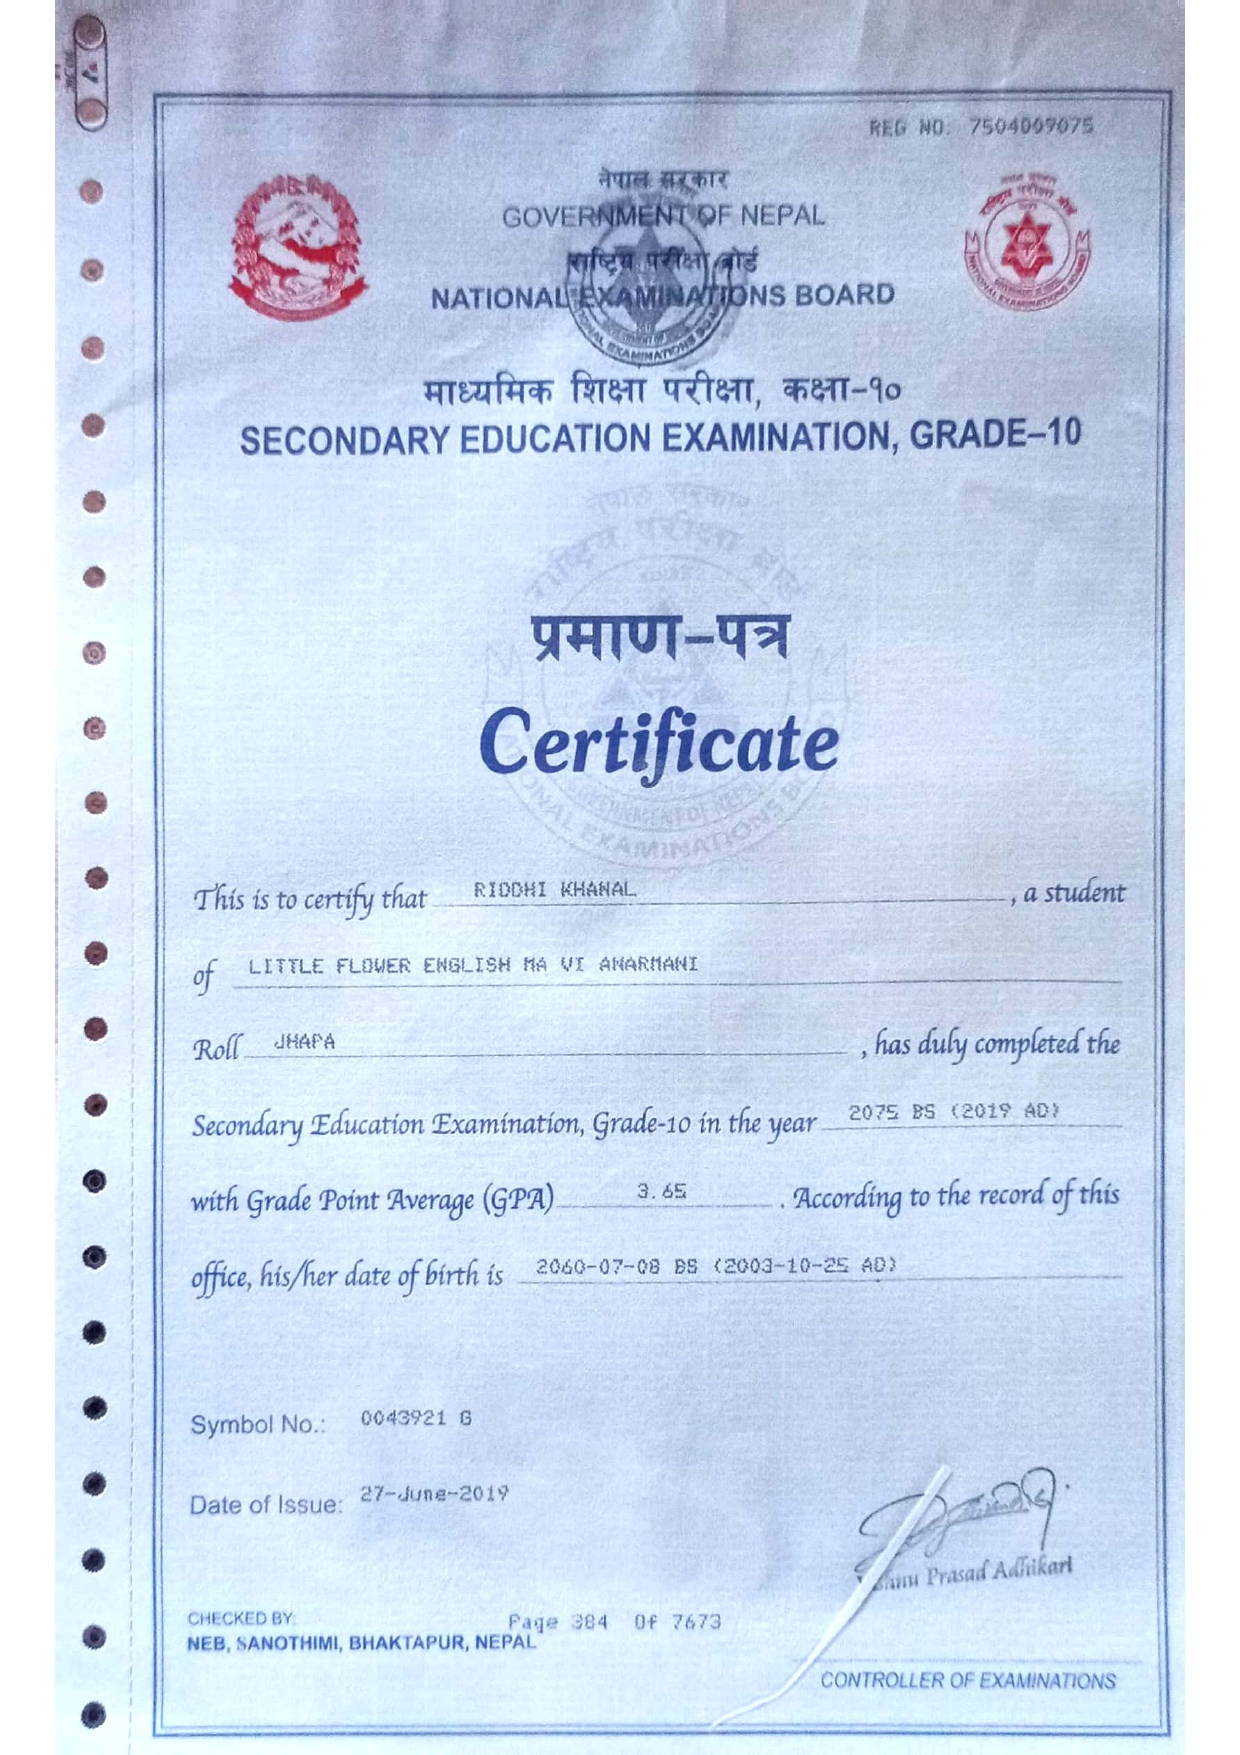 REG NO: 7504009075
नेपाल सरकार
GOVERNMENT OF NEPAL
राष्ट्रिय परीक्षा बोर्ड
NATIONAL EXAMINATIONS BOARD
माध्यमिक शिक्षा परीक्षा, कक्षा-१०
SECONDARY EDUCATION EXAMINATION, GRADE-10
प्रमाण-पत्र
Certificate
This is to certify that RIDDHI KHANAL, a student
of LITTLE FLOWER ENGLISH MA VI ANARMANI
Roll JHAPA, has duly completed the
Secondary Education Examination, Grade-10 in the year 2075 BS (2019 AD)
with Grade Point Average (GPA) 3.65. According to the record of this
office, his/her date of birth is 2060-07-08 BS (2003-10-25 AD)
Symbol No.: 0043921 G
Date of Issue: 27-June-2019
Prasad Adhikari
CHECKED BY:
Page 384 Of 7673
NEB, SANOTHIMI, BHAKTAPUR, NEPAL
CONTROLLER OF EXAMINATIONS